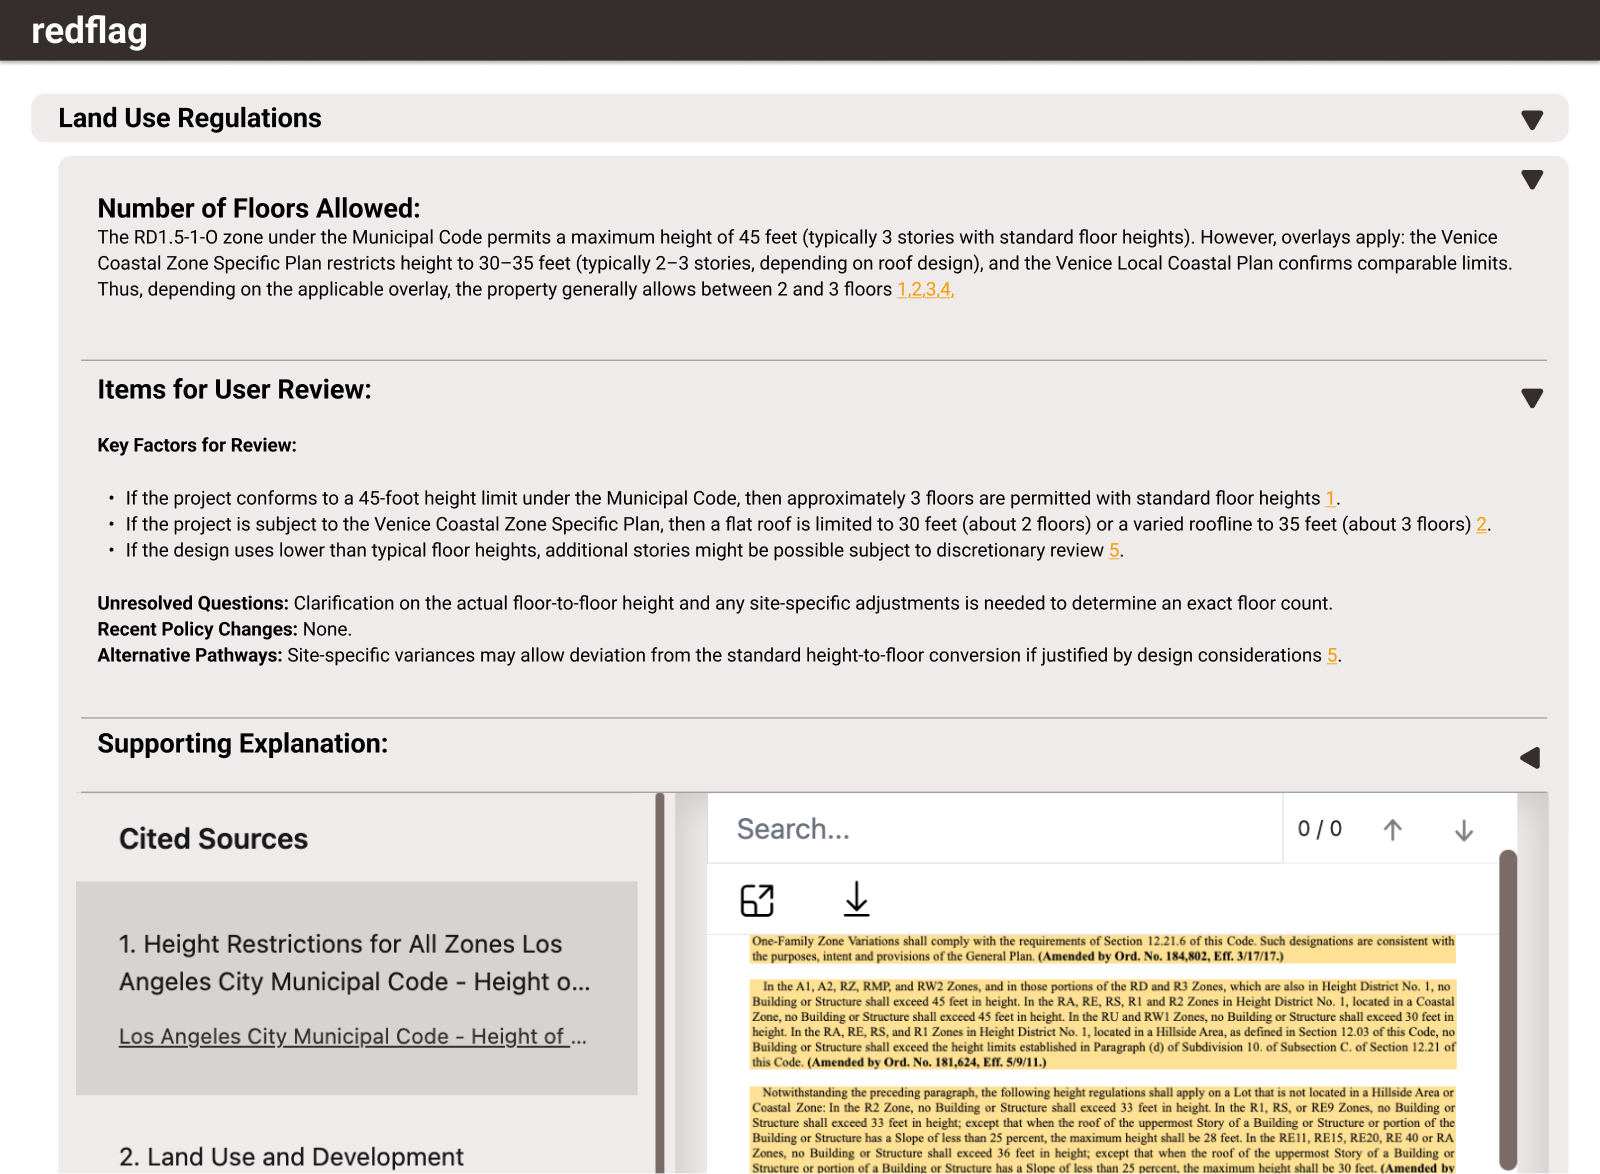 redflag
Land Use Regulations
Number of Floors Allowed:
The RD1.5-1-O zone under the Municipal Code permits a maximum height of 45 feet (typically 3 stories with standard floor heights). However, overlays apply: the Venice
Coastal Zone Specific Plan restricts height to 30–35 feet (typically 2–3 stories, depending on roof design), and the Venice Local Coastal Plan confirms comparable limits.
Thus, depending on the applicable overlay, the property generally allows between 2 and 3 floors 1,2,3,4,
Items for User Review:
Key Factors for Review:
• If the project conforms to a 45-foot height limit under the Municipal Code, then approximately 3 floors are permitted with standard floor heights 1.
• If the project is subject to the Venice Coastal Zone Specific Plan, then a flat roof is limited to 30 feet (about 2 floors) or a varied roofline to 35 feet (about 3 floors) 2.
• If the design uses lower than typical floor heights, additional stories might be possible subject to discretionary review 5.
Unresolved Questions: Clarification on the actual floor-to-floor height and any site-specific adjustments is needed to determine an exact floor count.
Recent Policy Changes: None.
Alternative Pathways: Site-specific variances may allow deviation from the standard height-to-floor conversion if justified by design considerations 5.
Supporting Explanation:
Cited Sources
1. Height Restrictions for All Zones Los
Angeles City Municipal Code - Height o...
Los Angeles City Municipal Code - Height of ...
2. Land Use and Development
Search...
0 / 0
One-Family Zone Variations shall comply with the requirements of Section 12.21.6 of this Code. Such designations are consistent with
the purposes, intent and provisions of the General Plan. (Amended by Ord. No. 184,802, Eff. 3/17/17.)
In the A1, A2, RZ, RMP, and RW2 Zones, and in those portions of the RD and R3 Zones, which are also in Height District No. 1, no
Building or Structure shall exceed 45 feet in height. In the RA, RE, RS, R1 and R2 Zones in Height District No. 1, located in a Coastal
Zone, no Building or Structure shall exceed 45 feet in height. In the RU and RW1 Zones, no Building or Structure shall exceed 30 feet in
height. In the RA, RE, RS, and R1 Zones in Height District No. 1, located in a Hillside Area, as defined in Section 12.03 of this Code, no
Building or Structure shall exceed the height limits established in Paragraph (d) of Subdivision 10. of Subsection C. of Section 12.21 of
this Code. (Amended by Ord. No. 181,624, Eff. 5/9/11.)
Notwithstanding the preceding paragraph, the following height regulations shall apply on a Lot that is not located in a Hillside Area or
Coastal Zone: In the R2 Zone, no Building or Structure shall exceed 33 feet in height. In the R1, RS, or RE9 Zones, no Building or
Structure shall exceed 33 feet in height; except that when the roof of the uppermost Story of a Building or Structure or portion of the
Building or Structure has a Slope of less than 25 percent, the maximum height shall be 28 feet. In the RE11, RE15, RE20, RE 40 or RA
Zones, no Building or Structure shall exceed 36 feet in height; except that when the roof of the uppermost Story of a Building or
Structure or portion of a Building or Structure has a Slope of less than 25 percent, the maximum height shall be 30 feet. (Amended by